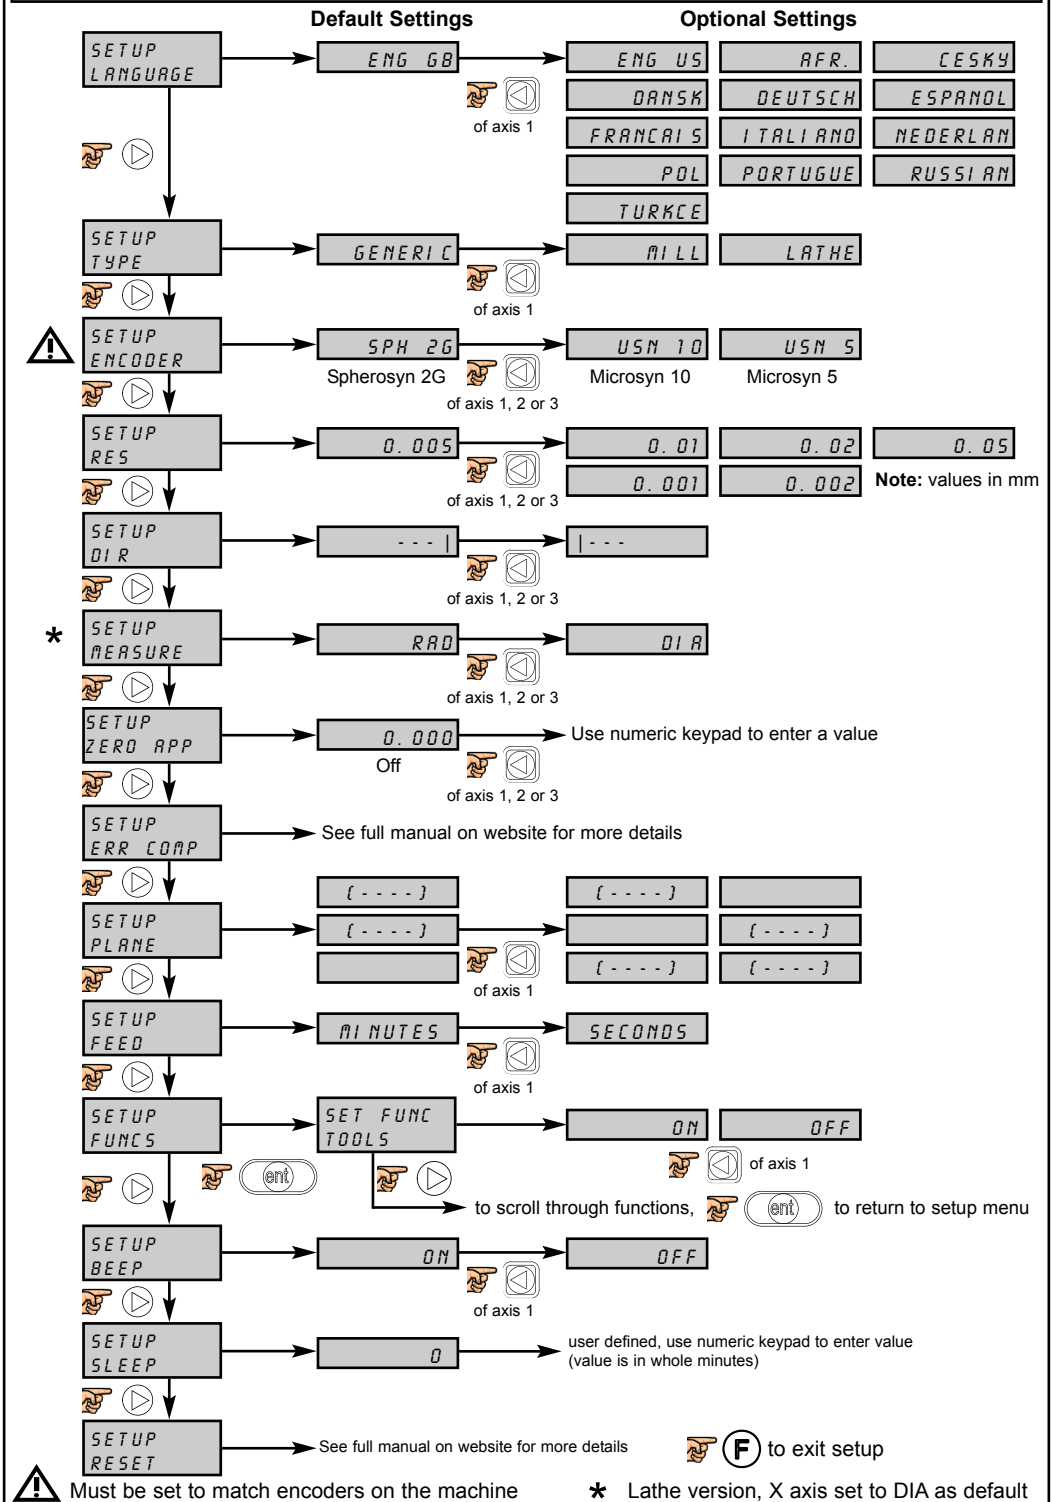 Default Settings
Optional Settings
SETUP
LANGUAGE
ENG GB
of axis 1
ENG US
AFR.
CESKY
DANSK
DEUTSCH
ESPANOL
FRANCAIS
ITALIANO
NEDERLAN
POL
PORTUGUE
RUSSIAN
TURKCE
SETUP
TYPE
GENERIC
of axis 1
MILL
LATHE
SETUP
ENCODER
SPH 2G
Spherosyn 2G
of axis 1, 2 or 3
USN 10
Microsyn 10
USN 5
Microsyn 5
SETUP
RES
0.005
of axis 1, 2 or 3
0.01
0.02
0.05
0.001
0.002
Note: values in mm
SETUP
DIR
---|
of axis 1, 2 or 3
|---
* SETUP
MEASURE
RAD
of axis 1, 2 or 3
DIA
SETUP
ZERO APP
0.000
Off
of axis 1, 2 or 3
Use numeric keypad to enter a value
SETUP
ERR COMP
See full manual on website for more details
SETUP
PLANE
(----)
(----)
of axis 1
(----)
(----)
(----)
(----)
SETUP
FEED
MINUTES
of axis 1
SECONDS
SETUP
FUNCS
ent
SET FUNC
TOOLS
ON
OFF
of axis 1
to scroll through functions, ent to return to setup menu
SETUP
BEEP
ON
of axis 1
OFF
SETUP
SLEEP
0
user defined, use numeric keypad to enter value
(value is in whole minutes)
SETUP
RESET
See full manual on website for more details
F to exit setup
Must be set to match encoders on the machine
* Lathe version, X axis set to DIA as default